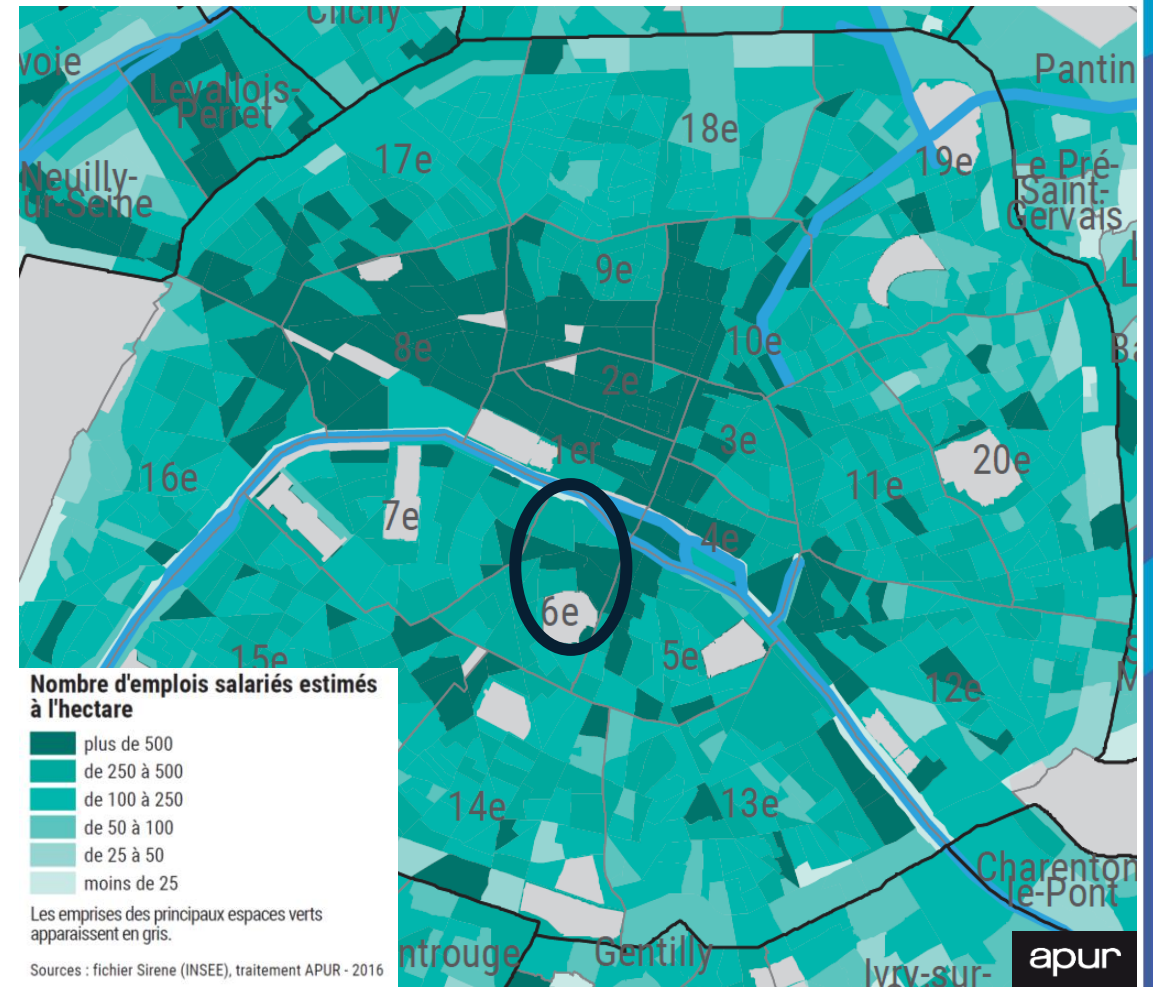 Clichy
voie
Levallois-
Perret
Pantin
18e
17e
19e
Neuilly-
ur-Seine
Le Pré-
Saint-
Gervais
9e
8e
10e
2e
3e
1er
16e
11e
20e
7e
4e
6e
5e
15e
12e
Nombre d'emplois salariés estimés
à l'hectare
plus de 500
de 250 à 500
de 100 à 250
de 50 à 100
de 25 à 50
moins de 25
Les emprises des principaux espaces verts
apparaissent en gris.
Sources : fichier Sirene (INSEE), traitement APUR - 2016
14e
13e
Charenton
le-Pont
ntrouge
Gentilly
Ivry-sur-
apur